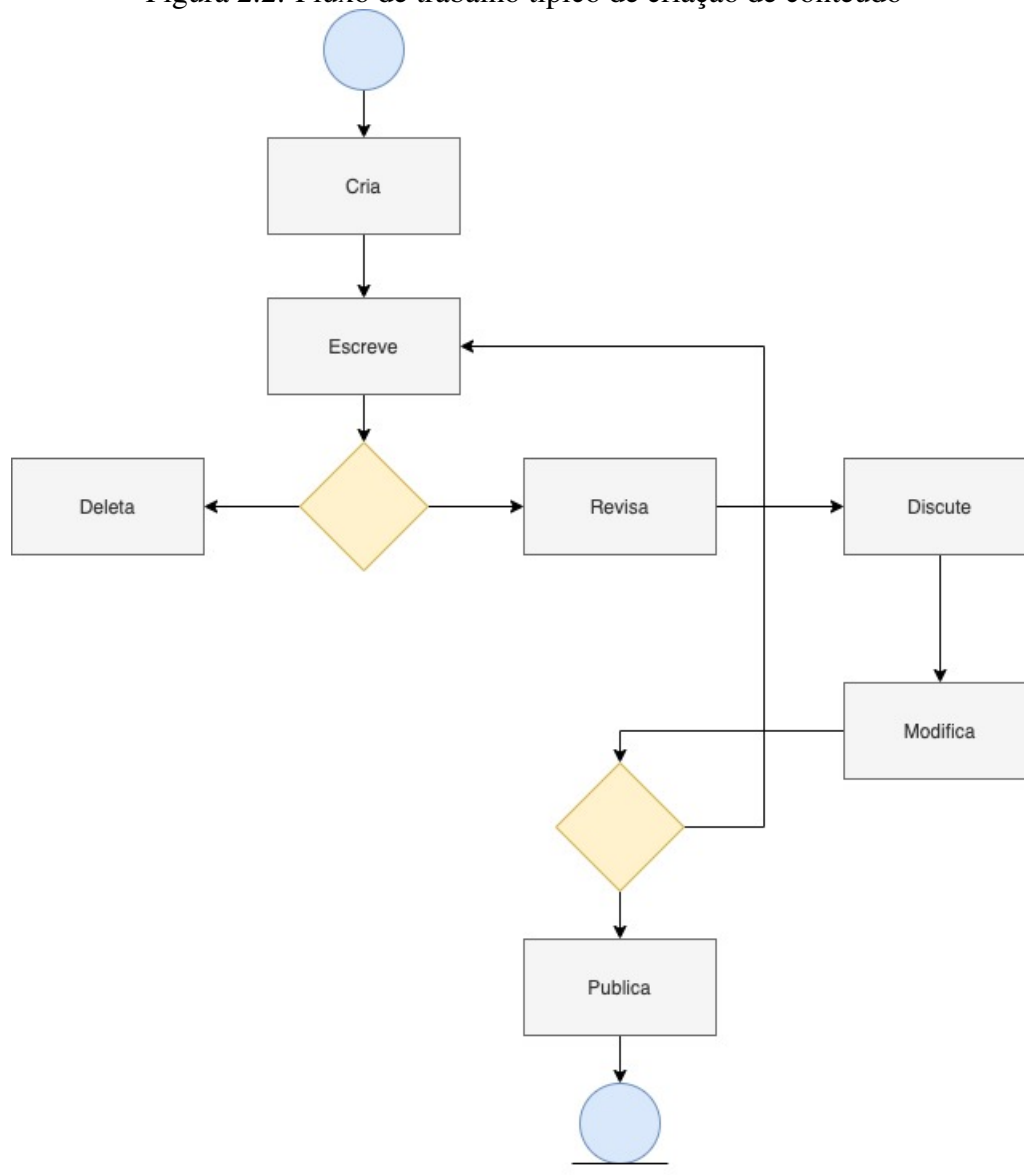 Figura 2.2: Fluxo de trabalho típico de criação de conteúdo
Cria
Escreve
Deleta
Revisa
Discute
Modifica
Publica